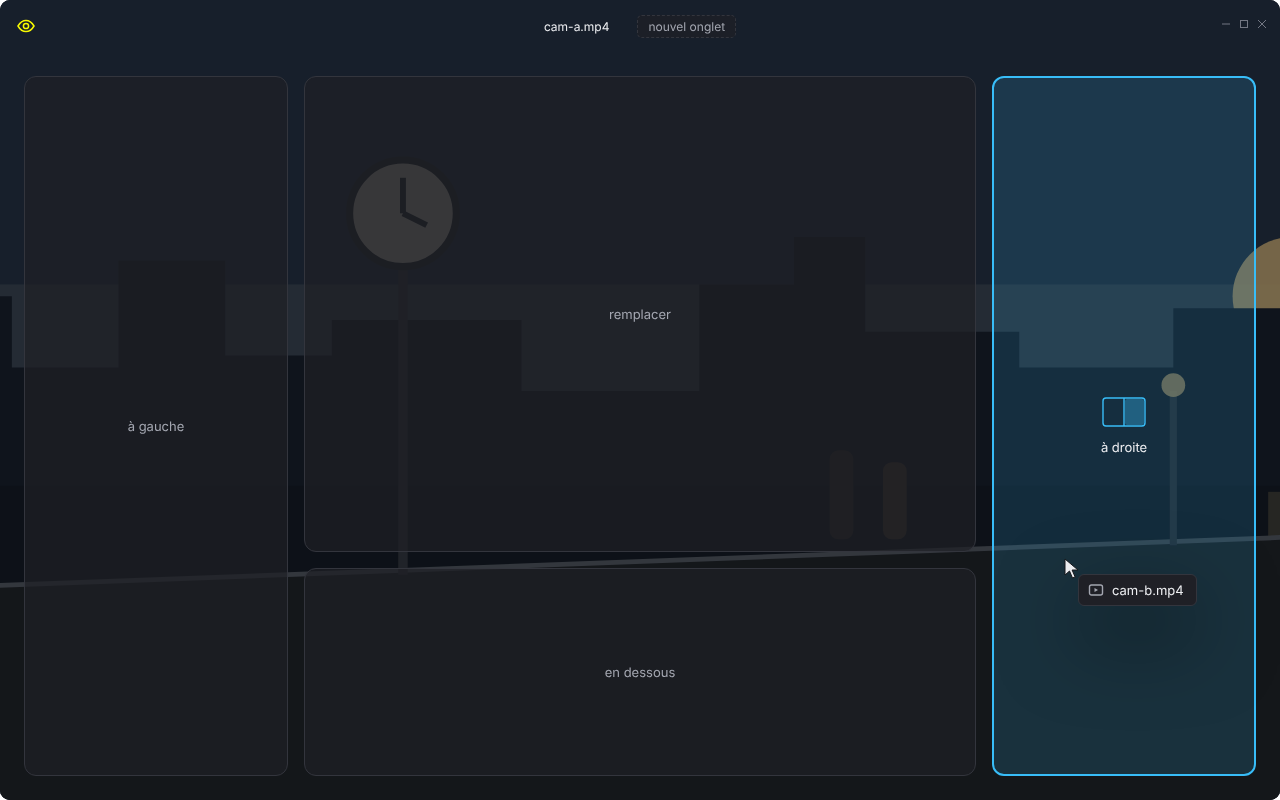 cam-a.mp4
nouvel onglet
remplacer
à gauche
à droite
cam-b.mp4
en dessous